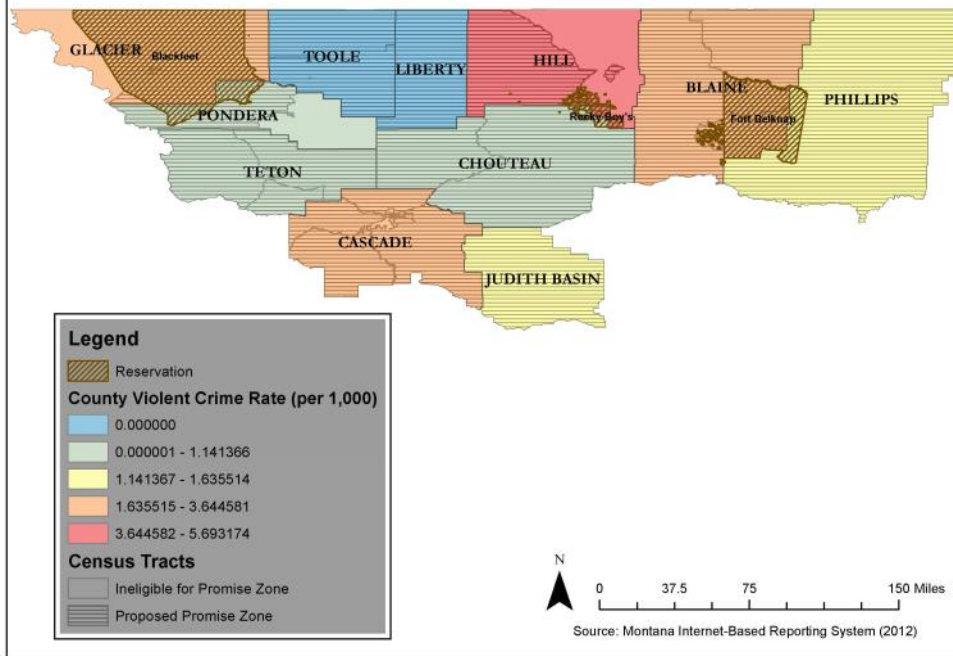 GLACIER
Blackfeet
TOOLE
LIBERTY
HILL
BLAINE
PHILLIPS
PONDERA
Rocky Boy's
Fort Belknap
TETON
CHOUTEAU
CASCADE
JUDITH BASIN
Legend
Reservation
County Violent Crime Rate (per 1,000)
0.000000
0.000001 - 1.141366
1.141367 - 1.635514
1.635515 - 3.644581
3.644582 - 5.693174
Census Tracts
Ineligible for Promise Zone
Proposed Promise Zone
N
0 37.5 75 150 Miles
Source: Montana Internet-Based Reporting System (2012)